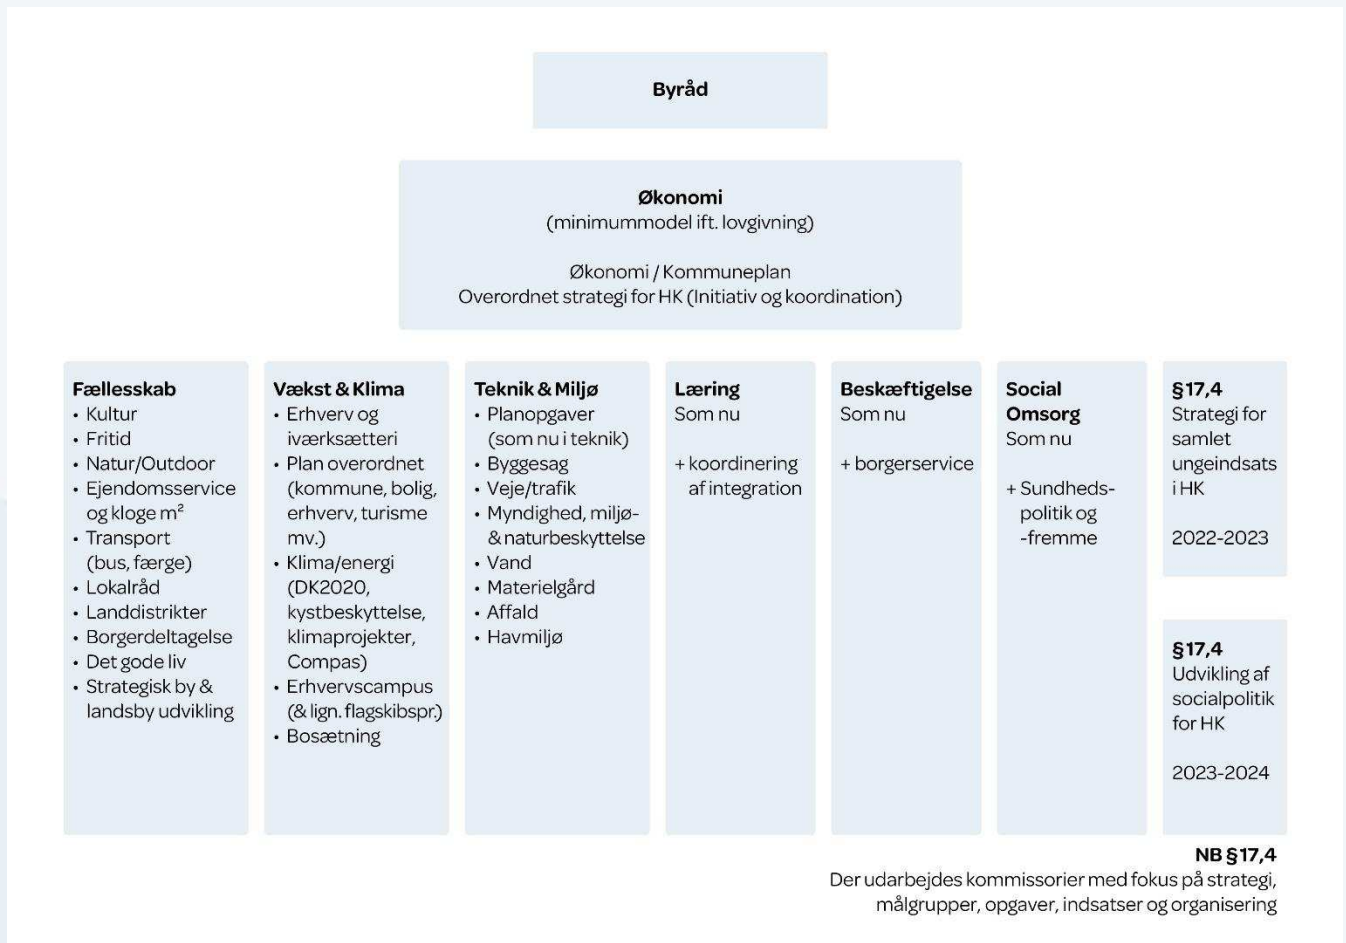 Byråd
Økonomi
(minimummodel ift. lovgivning)
Økonomi / Kommuneplan
Overordnet strategi for HK (Initiativ og koordination)
Fællesskab
• Kultur
• Fritid
• Natur/Outdoor
• Ejendomsservice
og kloge m²
• Transport
(bus, færge)
• Lokalråd
• Landdistrikter
• Borgerdeltagelse
• Det gode liv
• Strategisk by &
landsby udvikling
Vækst & Klima
• Erhverv og
iværksætteri
• Plan overordnet
(kommune, bolig,
erhverv, turisme
mv.)
• Klima/energi
(DK2020,
kystbeskyttelse,
klimaprojekter,
Compas)
• Erhvervscampus
(& lign. flagskibspr.)
• Bosætning
Teknik & Miljø
• Planopgaver
(som nu i teknik)
• Byggesag
• Veje/trafik
• Myndighed, miljø-
& naturbeskyttelse
• Vand
• Materielgård
• Affald
• Havmiljø
Læring
Som nu
+ koordinering
af integration
Beskæftigelse
Som nu
+ borgerservice
Social
Omsorg
Som nu
+ Sundheds-
politik og
-fremme
§17,4
Strategi for
samlet
ungeindsats
i HK
2022-2023
§17,4
Udvikling af
socialpolitik
for HK
2023-2024
NB §17,4
Der udarbejdes kommissorier med fokus på strategi,
målgrupper, opgaver, indsatser og organisering